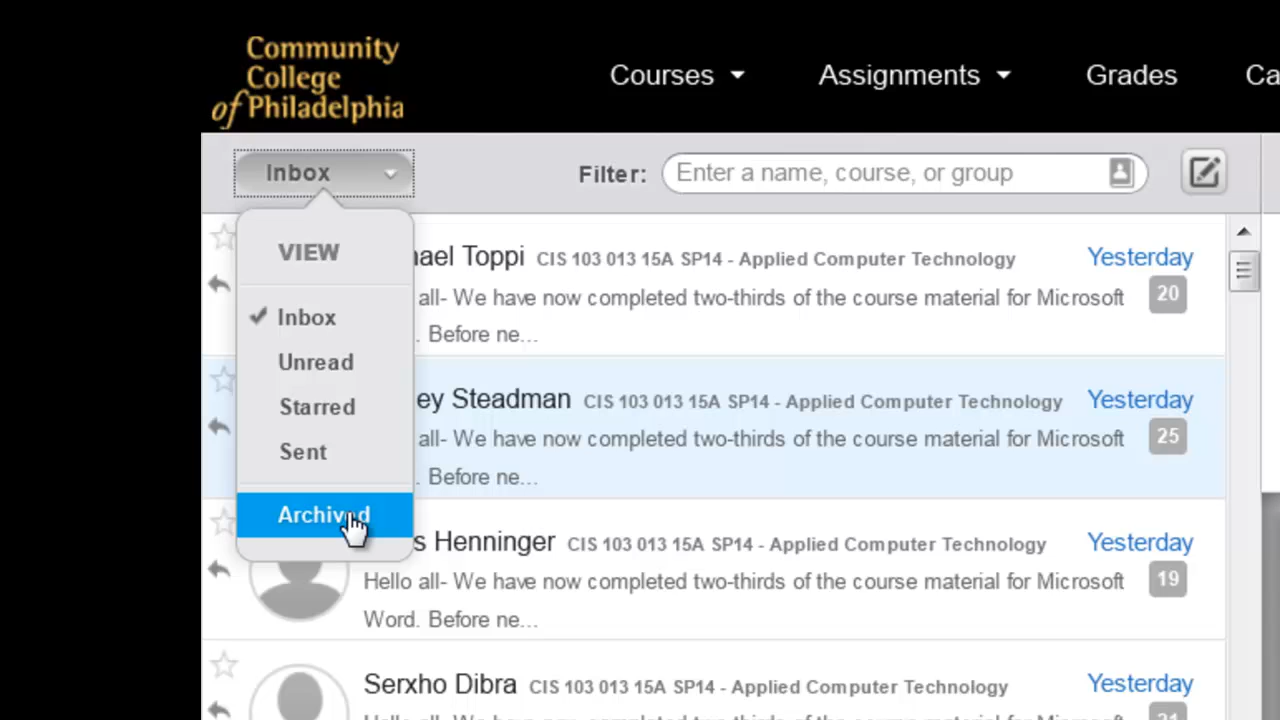 Community
College
of Philadelphia
Courses
Assignments
Grades
Inbox
Filter:
Enter a name, course, or group
VIEW
Inbox
Unread
Starred
Sent
Archived
Toppi CIS 103 013 15A SP14 - Applied Computer Technology Yesterday
all- We have now completed two-thirds of the course material for Microsoft 20
. Before ne...
Steadman CIS 103 013 15A SP14 - Applied Computer Technology Yesterday
all- We have now completed two-thirds of the course material for Microsoft 25
. Before ne...
Henninger CIS 103 013 15A SP14 - Applied Computer Technology Yesterday
Hello all- We have now completed two-thirds of the course material for Microsoft 19
Word. Before ne...
Serxho Dibra CIS 103 013 15A SP14 - Applied Computer Technology Yesterday